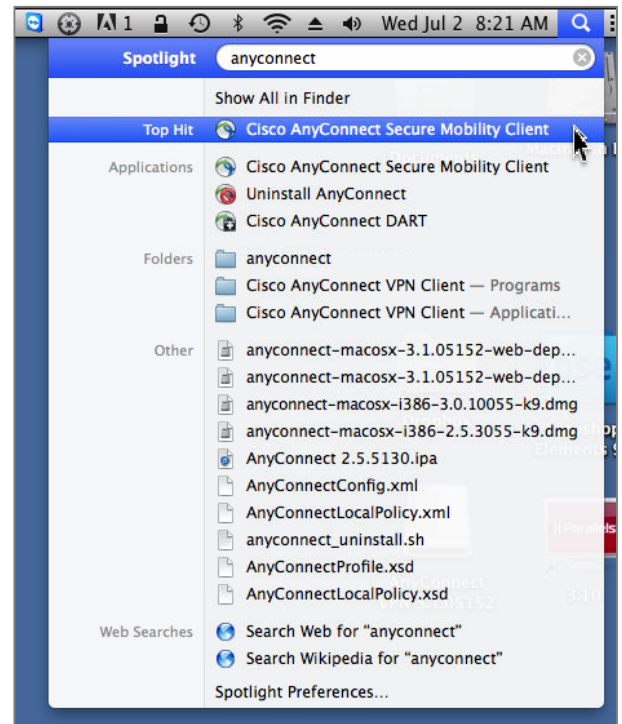 1 Wed Jul 2 8:21 AM
Spotlight anyconnect
Show All in Finder
Top Hit Cisco AnyConnect Secure Mobility Client
Applications Cisco AnyConnect Secure Mobility Client
Uninstall AnyConnect
Cisco AnyConnect DART
Folders anyconnect
Cisco AnyConnect VPN Client — Programs
Cisco AnyConnect VPN Client — Applicati...
Other anyconnect-macosx-3.1.05152-web-dep...
anyconnect-macosx-3.1.05152-web-dep...
anyconnect-macosx-i386-3.0.10055-k9.dmg
anyconnect-macosx-i386-2.5.3055-k9.dmg
AnyConnect 2.5.5130.ipa
AnyConnectConfig.xml
AnyConnectLocalPolicy.xml
anyconnect_uninstall.sh
AnyConnectProfile.xsd
AnyConnectLocalPolicy.xsd
Web Searches Search Web for “anyconnect”
Search Wikipedia for “anyconnect”
Spotlight Preferences...